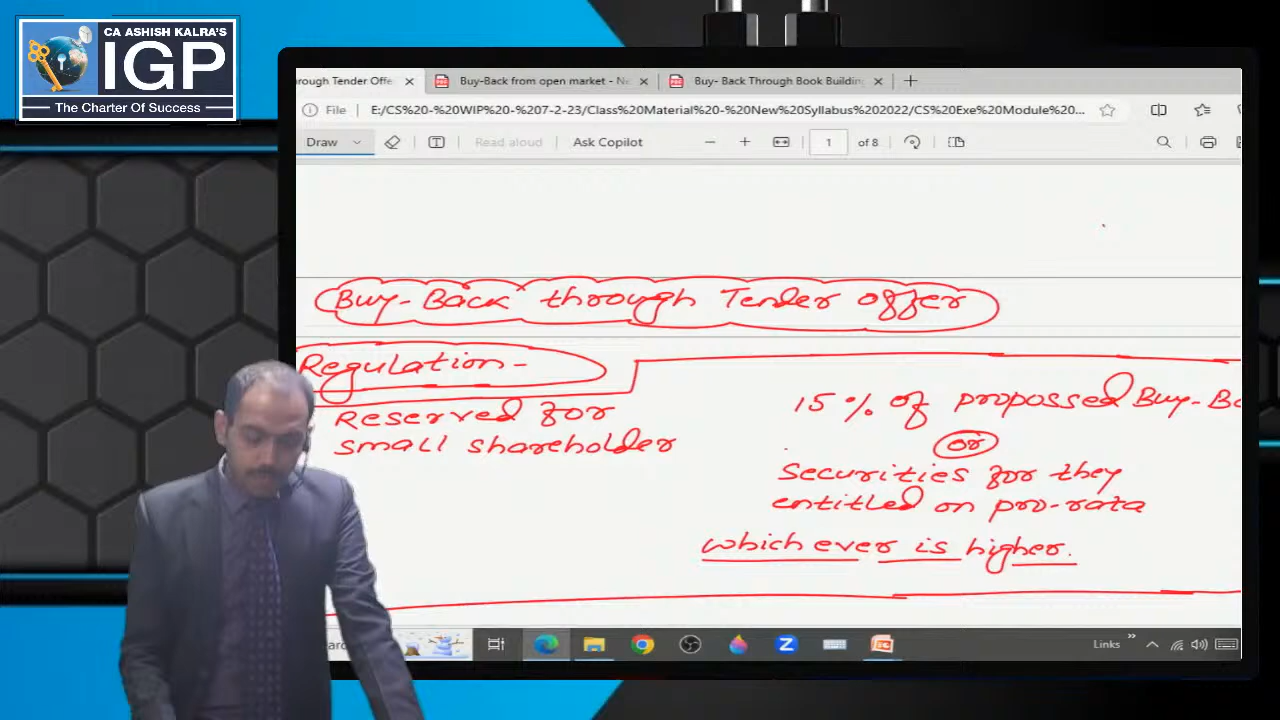 CA ASHISH KALRA'S
IGP
The Charter Of Success
hrough Tender Offe
Buy-Back from open market - Ne
Buy- Back Through Book Building
File
E:/CS%20-%20WIP%20-%207-2-23/Class%20Material%20-%20New%20Syllabus%202022/CS%20Exe%20Module%20...
Draw
Read aloud
Ask Copilot
1
of 8
Buy-Back through Tender offer
Regulation-
Reserved for
small shareholder
15% of propossed Buy-Ba
or
securities for they
entitled on pro-rata
which ever is higher.
Links